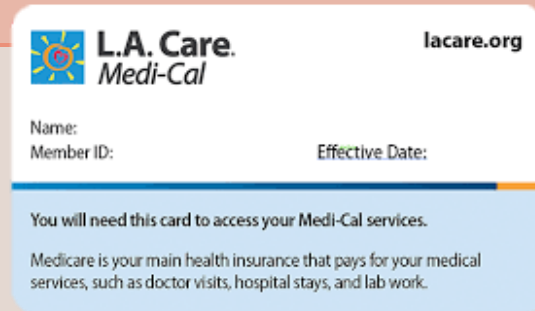 L.A. Care®
lacare.org
Medi-Cal
Name:
Member ID:
Effective Date:
You will need this card to access your Medi-Cal services.
Medicare is your main health insurance that pays for your medical
services, such as doctor visits, hospital stays, and lab work.